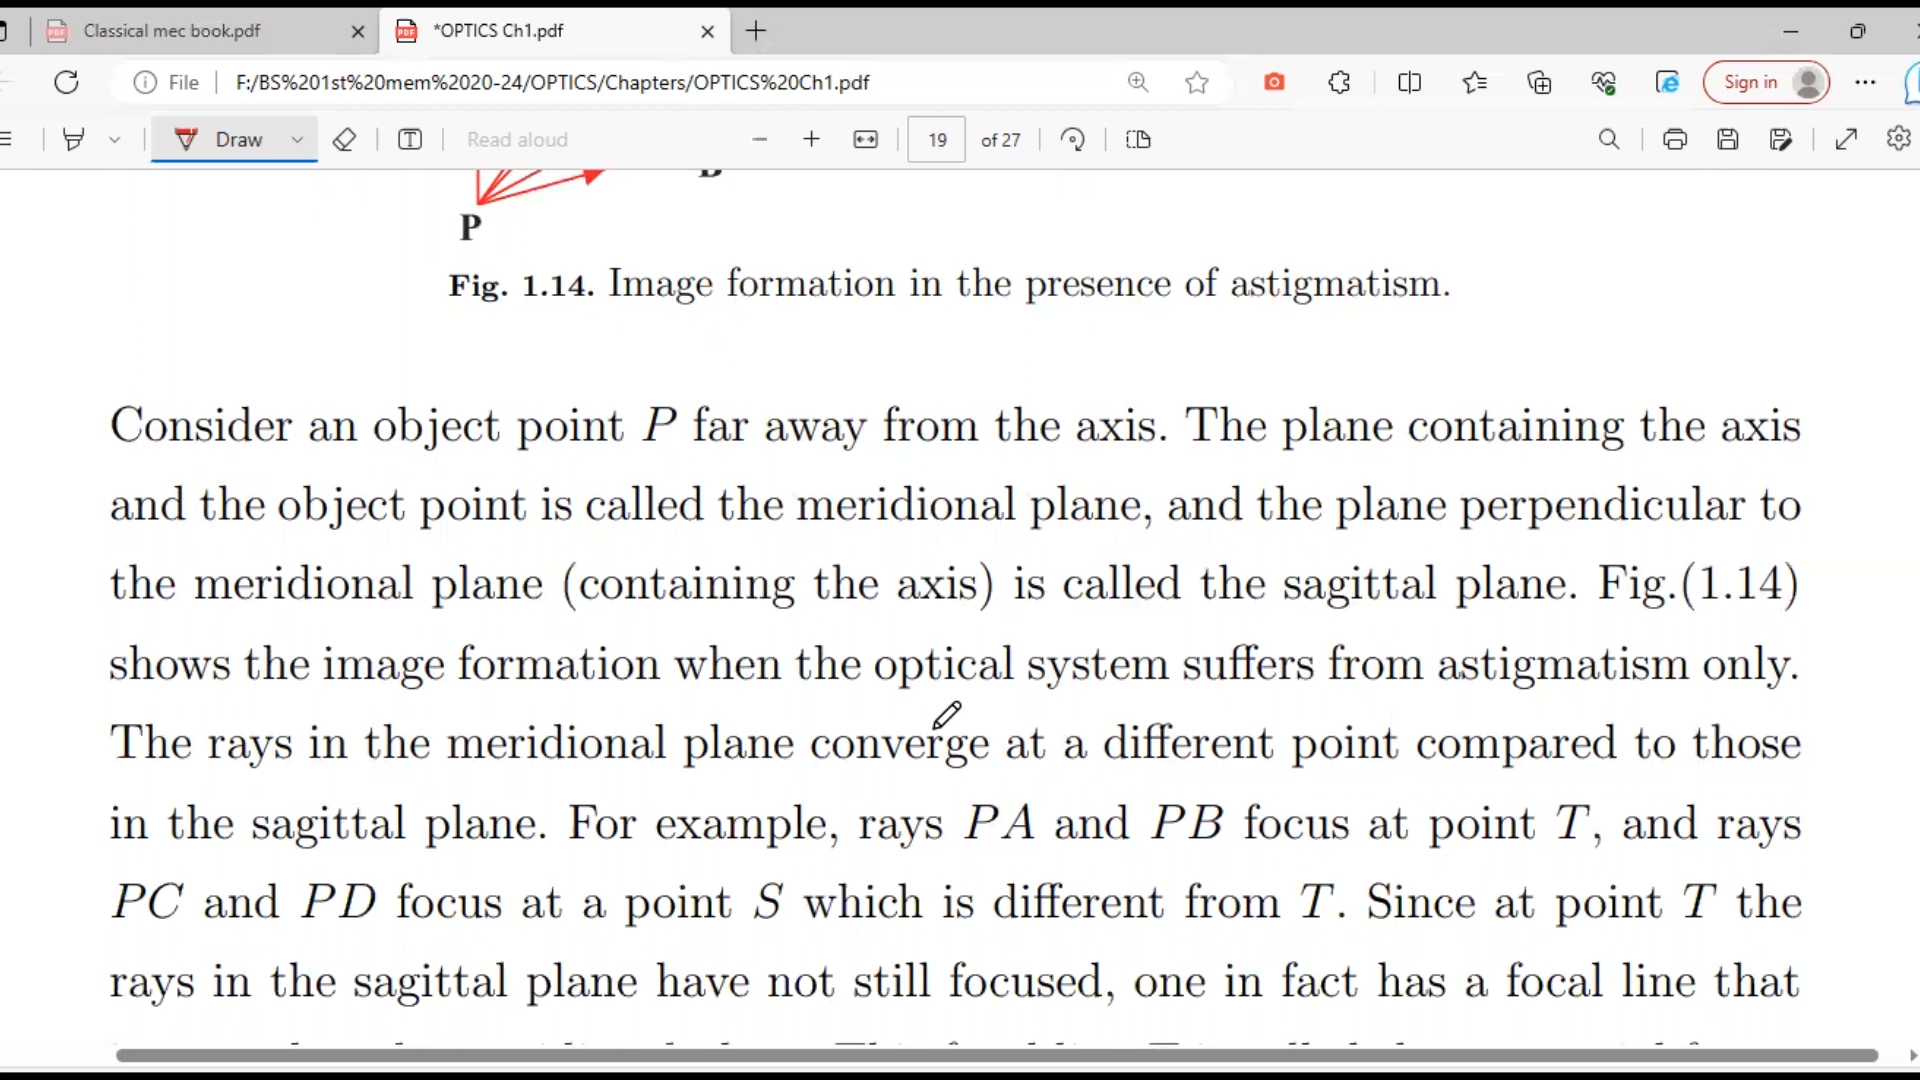 Classical mec book.pdf
*OPTICS Ch1.pdf
File
F:/BS%201st%20mem%2020-24/OPTICS/Chapters/OPTICS%20Ch1.pdf
Sign in
Draw
Read aloud
19 of 27
P
Fig. 1.14. Image formation in the presence of astigmatism.
Consider an object point P far away from the axis. The plane containing the axis
and the object point is called the meridional plane, and the plane perpendicular to
the meridional plane (containing the axis) is called the sagittal plane. Fig.(1.14)
shows the image formation when the optical system suffers from astigmatism only.
The rays in the meridional plane converge at a different point compared to those
in the sagittal plane. For example, rays PA and PB focus at point T, and rays
PC and PD focus at a point S which is different from T. Since at point T the
rays in the sagittal plane have not still focused, one in fact has a focal line that